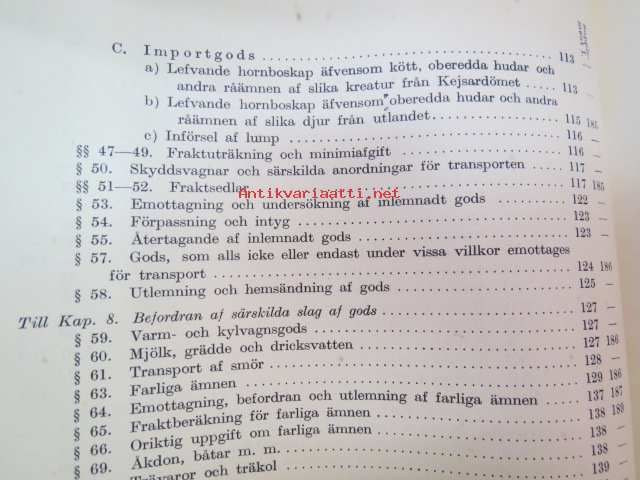 C. Importgods 113 —
a) Lefvande hornboskap äfvensom kött, oberedda hudar och
andra råämnen af slika kreatur från Kejsardömet 113 —
b) Lefvande hornboskap äfvensom oberedda hudar och andra
råämnen af slika djur från utlandet 115 185
c) Införsel af lump 116 —
§§ 47—49. Fraktuträkning och minimiafgift 116 —
§ 50. Skyddsvagnar och särskilda anordningar för transporten 117 —
§§ 51—52. Fraktsedlar 117 185
Antikvariaatti.net
§ 53. Emottagning och undersökning af inlemnadt gods 122 —
§ 54. Förpassning och intyg 123 —
§ 55. Återtagande af inlemnadt gods 123 —
§ 57. Gods, som alls icke eller endast under vissa villkor emottages
för transport 124 186
§ 58. Utlemning och hemsändning af gods 125 —
Till Kap. 8. Befordran af särskilda slag af gods 127 —
§ 59. Varm- och kylvagnsgods 127 —
§ 60. Mjölk, grädde och dricksvatten 127 186
§ 61. Transport af smör 128 —
§ 63. Farliga ämnen 129 186
§ 64. Emottagning, befordran och utlemning af farliga ämnen 137 187
§ 65. Fraktberäkning för farliga ämnen 138 189
§ 66. Oriktig uppgift om farliga ämnen 138 —
§ 69. Åkdon, båtar m. m. 138 —
Trävaror och träkol 139 —